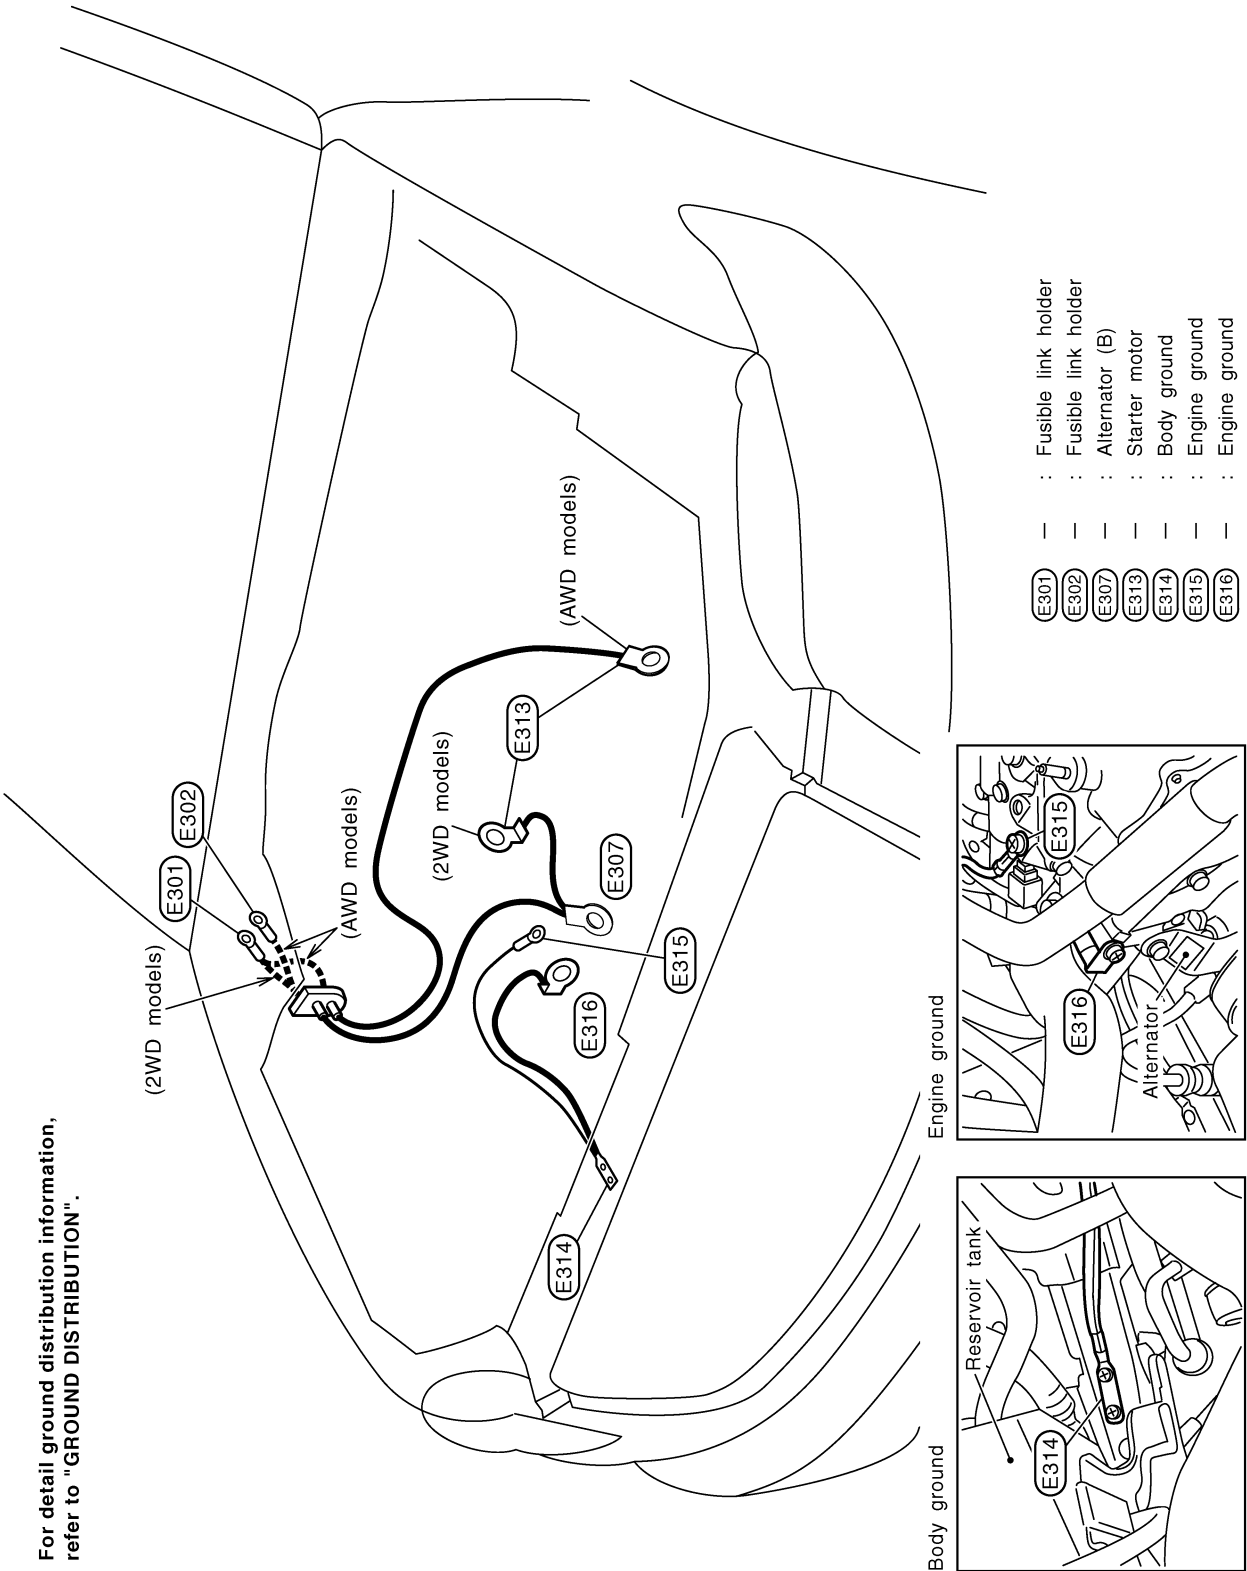 For detail ground distribution information,
refer to "GROUND DISTRIBUTION".
(2WD models)
E301
E302
(AWD models)
(2WD models)
E313
(AWD models)
E307
E315
E316
E314
E301 – : Fusible link holder
E302 – : Fusible link holder
E307 – : Alternator (B)
E313 – : Starter motor
E314 – : Body ground
E315 – : Engine ground
E316 – : Engine ground
Body ground
Reservoir tank
E314
Engine ground
E315
E316
Alternator